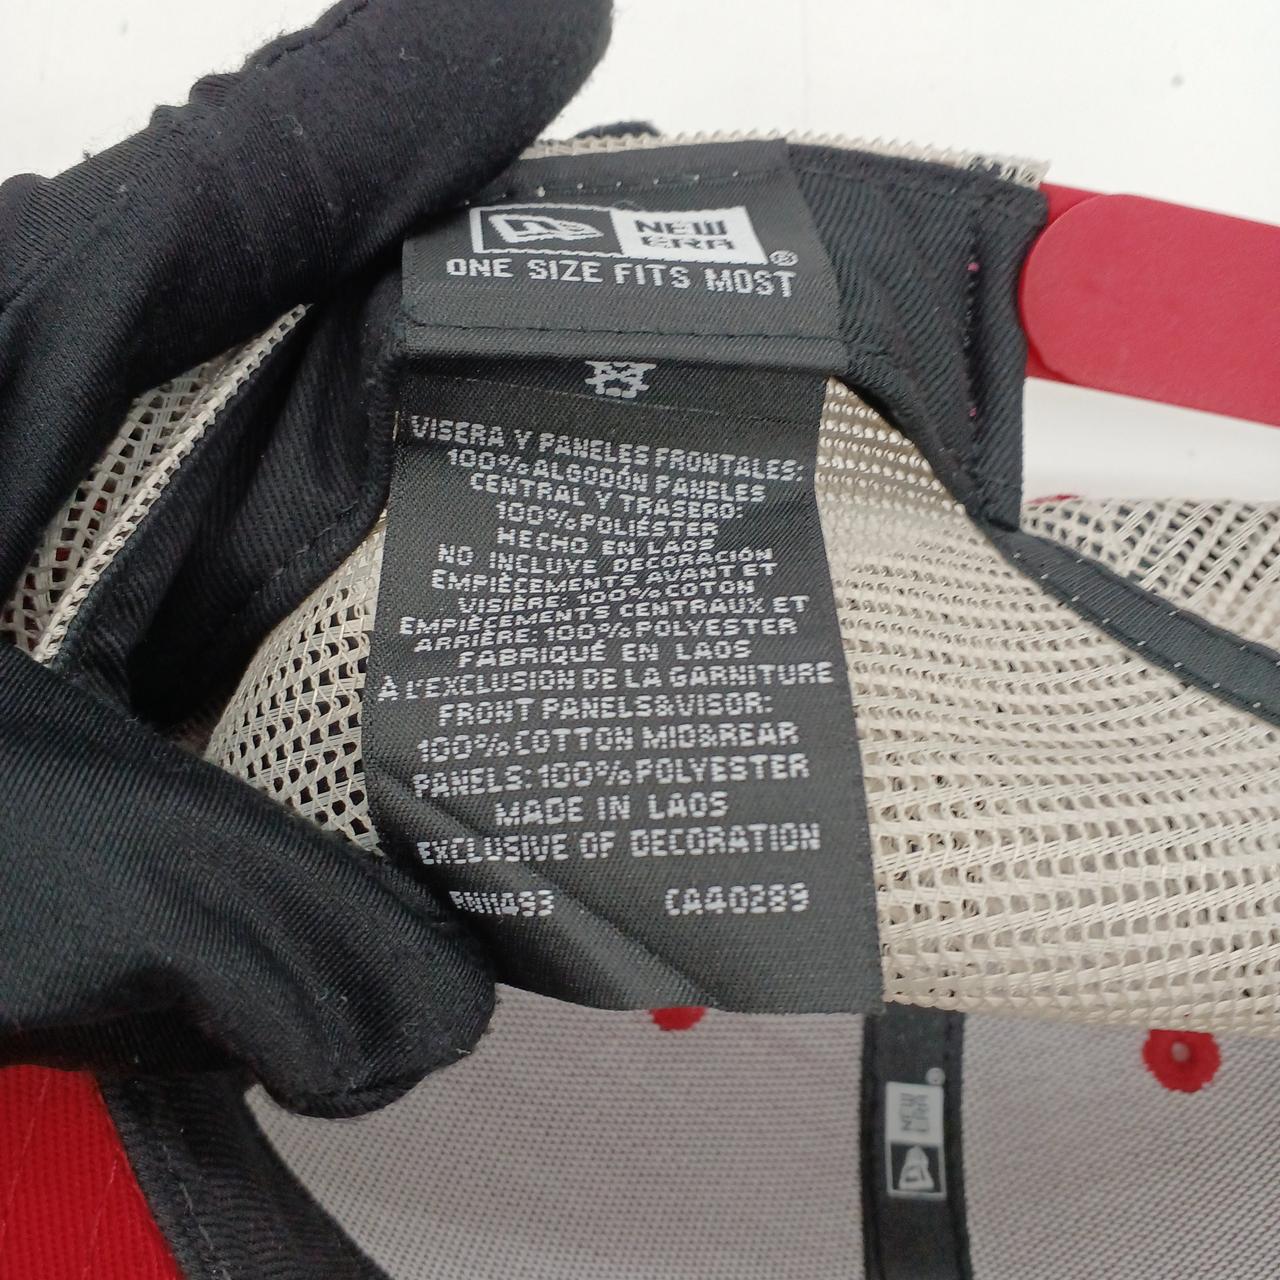 NEW
ERA
®
ONE SIZE FITS MOST
VISERA Y PANELES FRONTALES:
100% ALGODÓN PANELES
CENTRAL Y TRASERO:
100% POLIÉSTER
HECHO EN LAOS
NO INCLUYE DECORACIÓN
EMPIÈCEMENTS AVANT ET
VISIÈRE: 100% COTON
EMPIÈCEMENTS CENTRAUX ET
ARRIÈRE: 100% POLYESTER
FABRIQUÉ EN LAOS
À L'EXCLUSION DE LA GARNITURE
FRONT PANELS&VISOR:
100% COTTON MID&REAR
PANELS: 100% POLYESTER
MADE IN LAOS
EXCLUSIVE OF DECORATION
CA40289
NEW
ERA